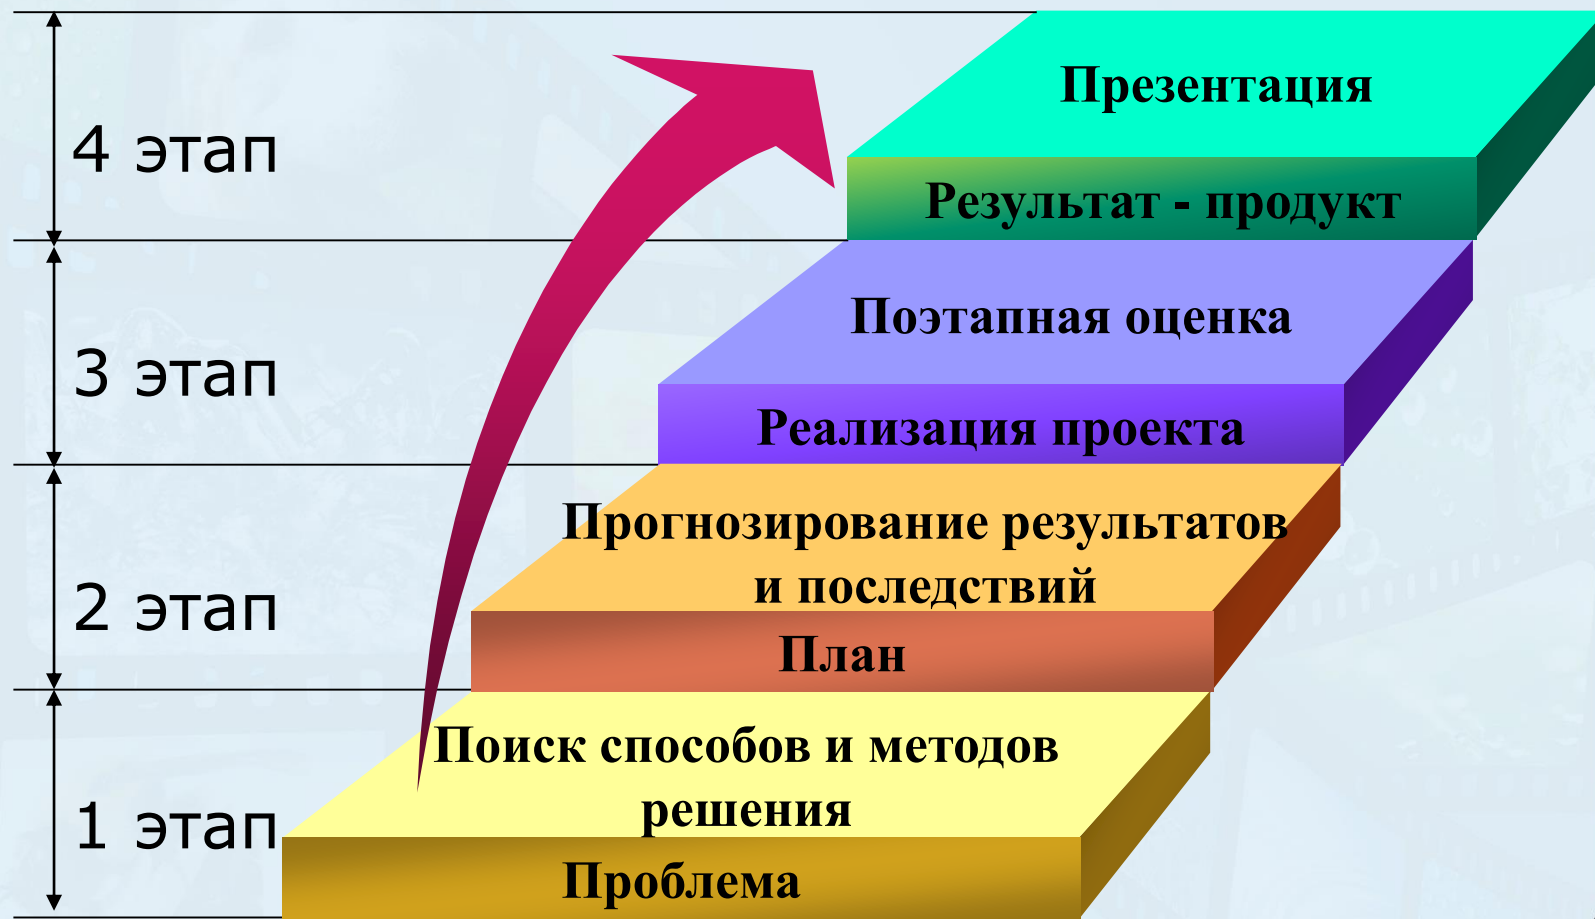 4 этап
Презентация
Результат - продукт
3 этап
Поэтапная оценка
Реализация проекта
2 этап
Прогнозирование результатов
и последствий
План
1 этап
Поиск способов и методов
решения
Проблема